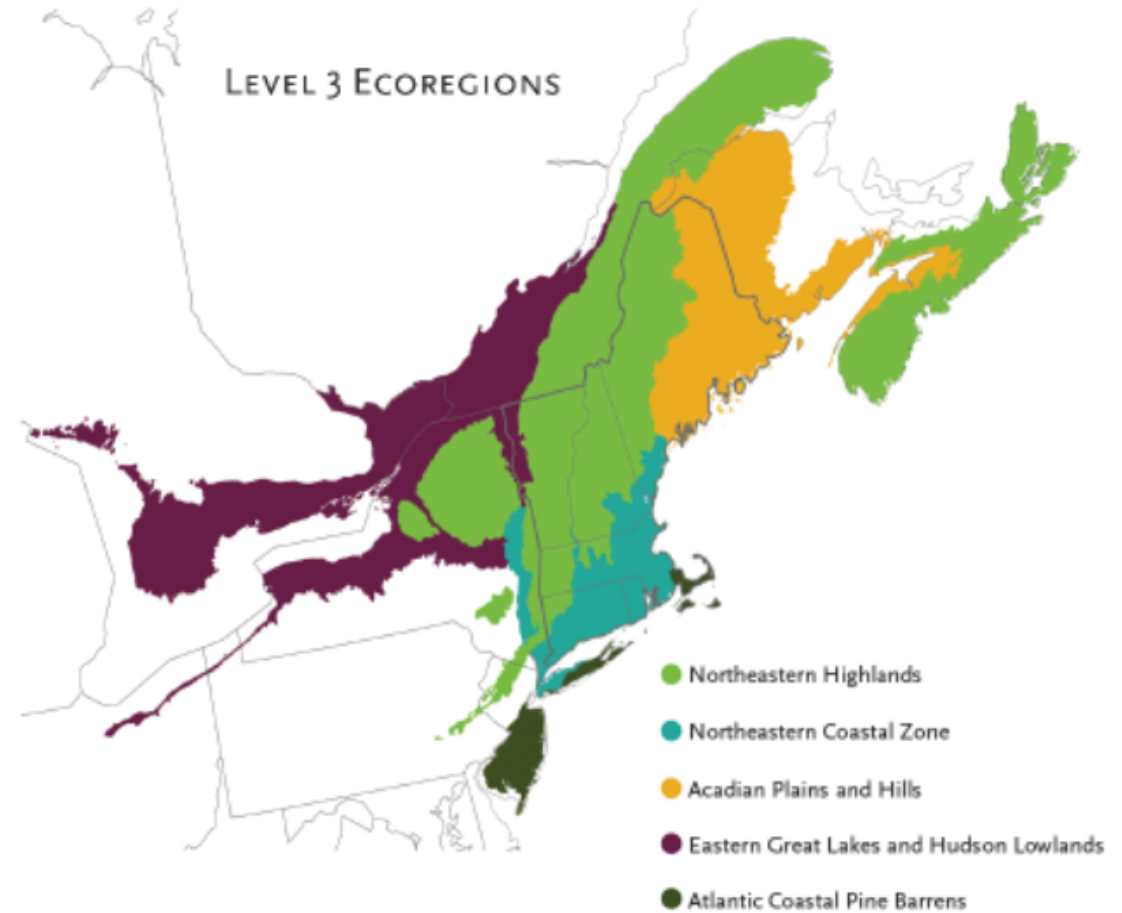 Level 3 Ecoregions
Northeastern Highlands
Northeastern Coastal Zone
Acadian Plains and Hills
Eastern Great Lakes and Hudson Lowlands
Atlantic Coastal Pine Barrens